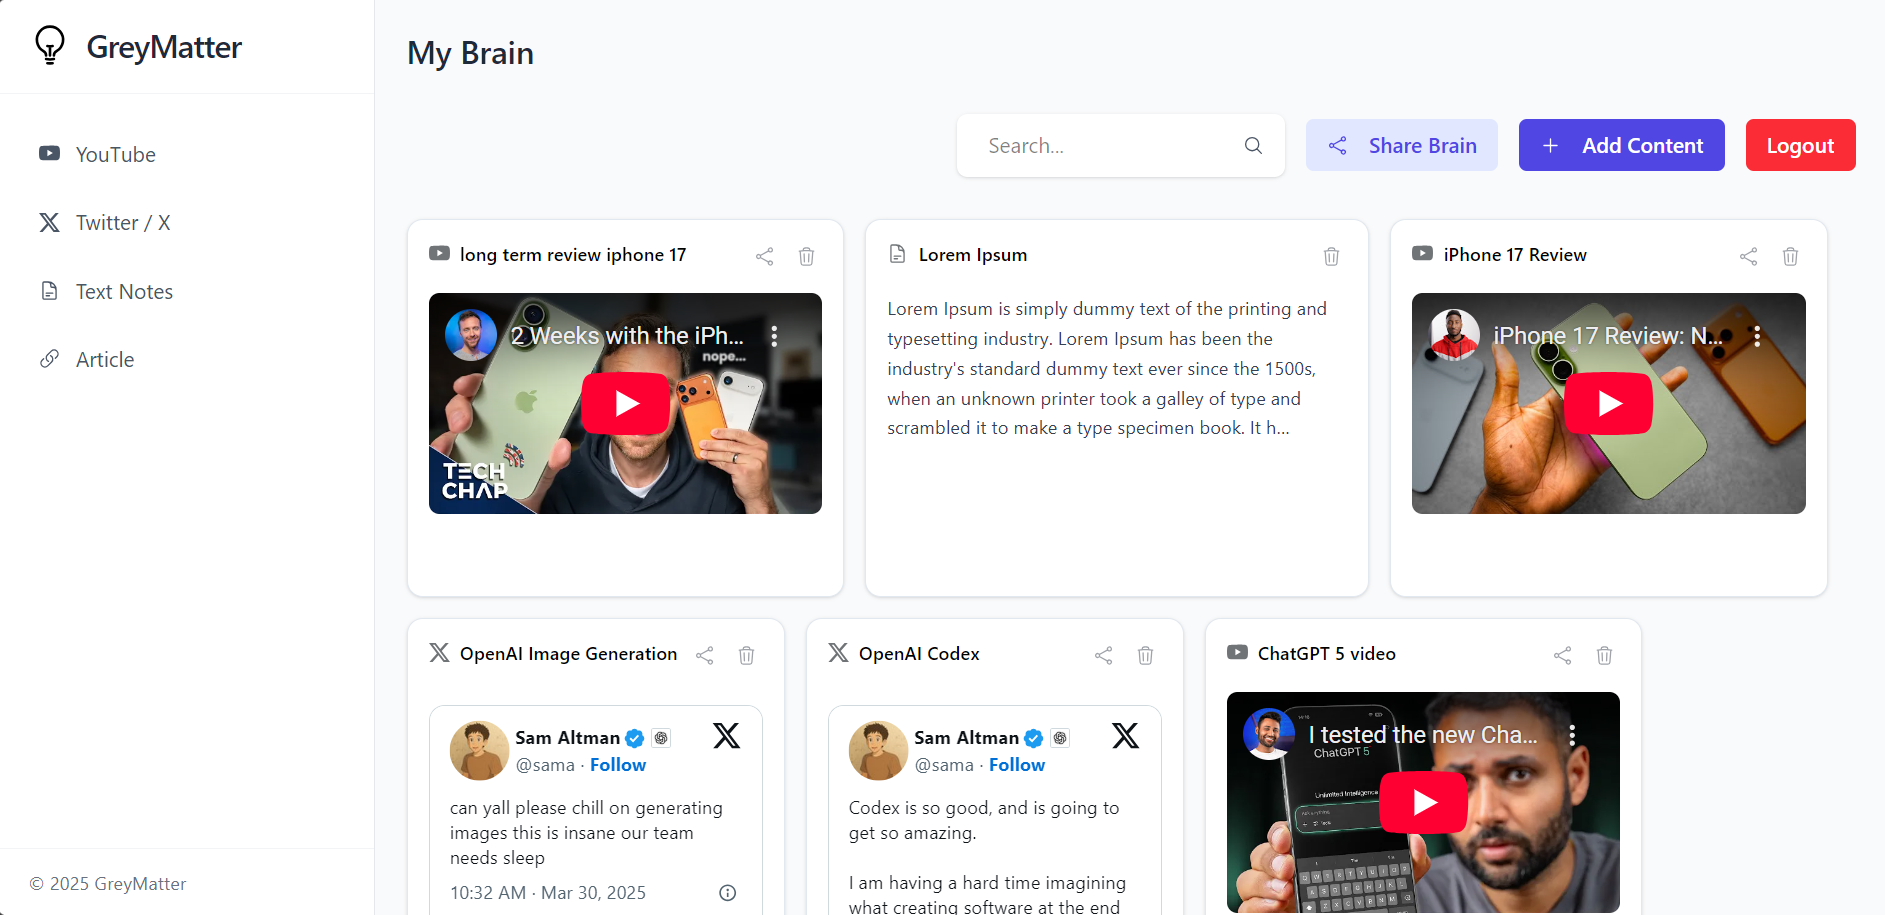 GreyMatter
YouTube
Twitter / X
Text Notes
Article
© 2025 GreyMatter
My Brain
Search...
Share Brain
Add Content
Logout
long term review iphone 17
2 Weeks with the iPh...
nope...
TECH
CHAP
Lorem Ipsum
Lorem Ipsum is simply dummy text of the printing and
typesetting industry. Lorem Ipsum has been the
industry's standard dummy text ever since the 1500s,
when an unknown printer took a galley of type and
scrambled it to make a type specimen book. It h...
iPhone 17 Review
iPhone 17 Review: N...
OpenAI Image Generation
Sam Altman
@sama · Follow
can yall please chill on generating
images this is insane our team
needs sleep
10:32 AM · Mar 30, 2025
OpenAI Codex
Sam Altman
@sama · Follow
Codex is so good, and is going to
get so amazing.
I am having a hard time imagining
what creating software at the end
ChatGPT 5 video
I tested the new Cha...
ChatGPT 5
Unlimited Intelligence